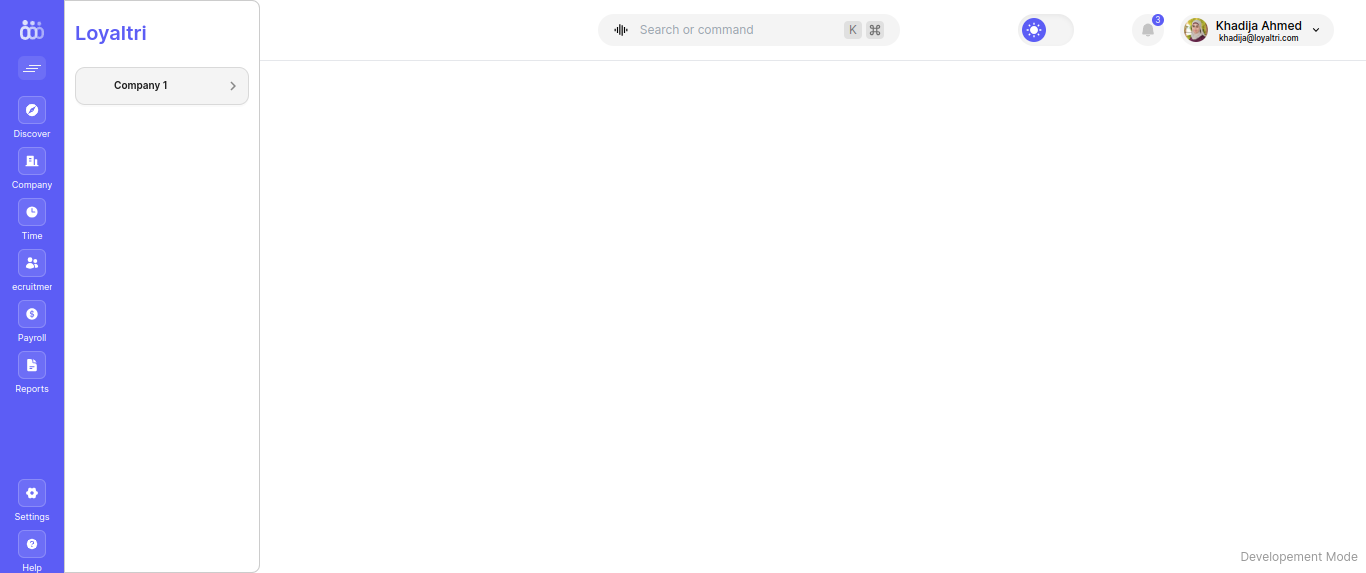 Loyaltri
Company 1
Discover
Company
Time
ecruitmer
Payroll
Reports
Settings
Help
Search or command
K ⌘
3
Khadija Ahmed
khadija@loyaltri.com
Developement Mode